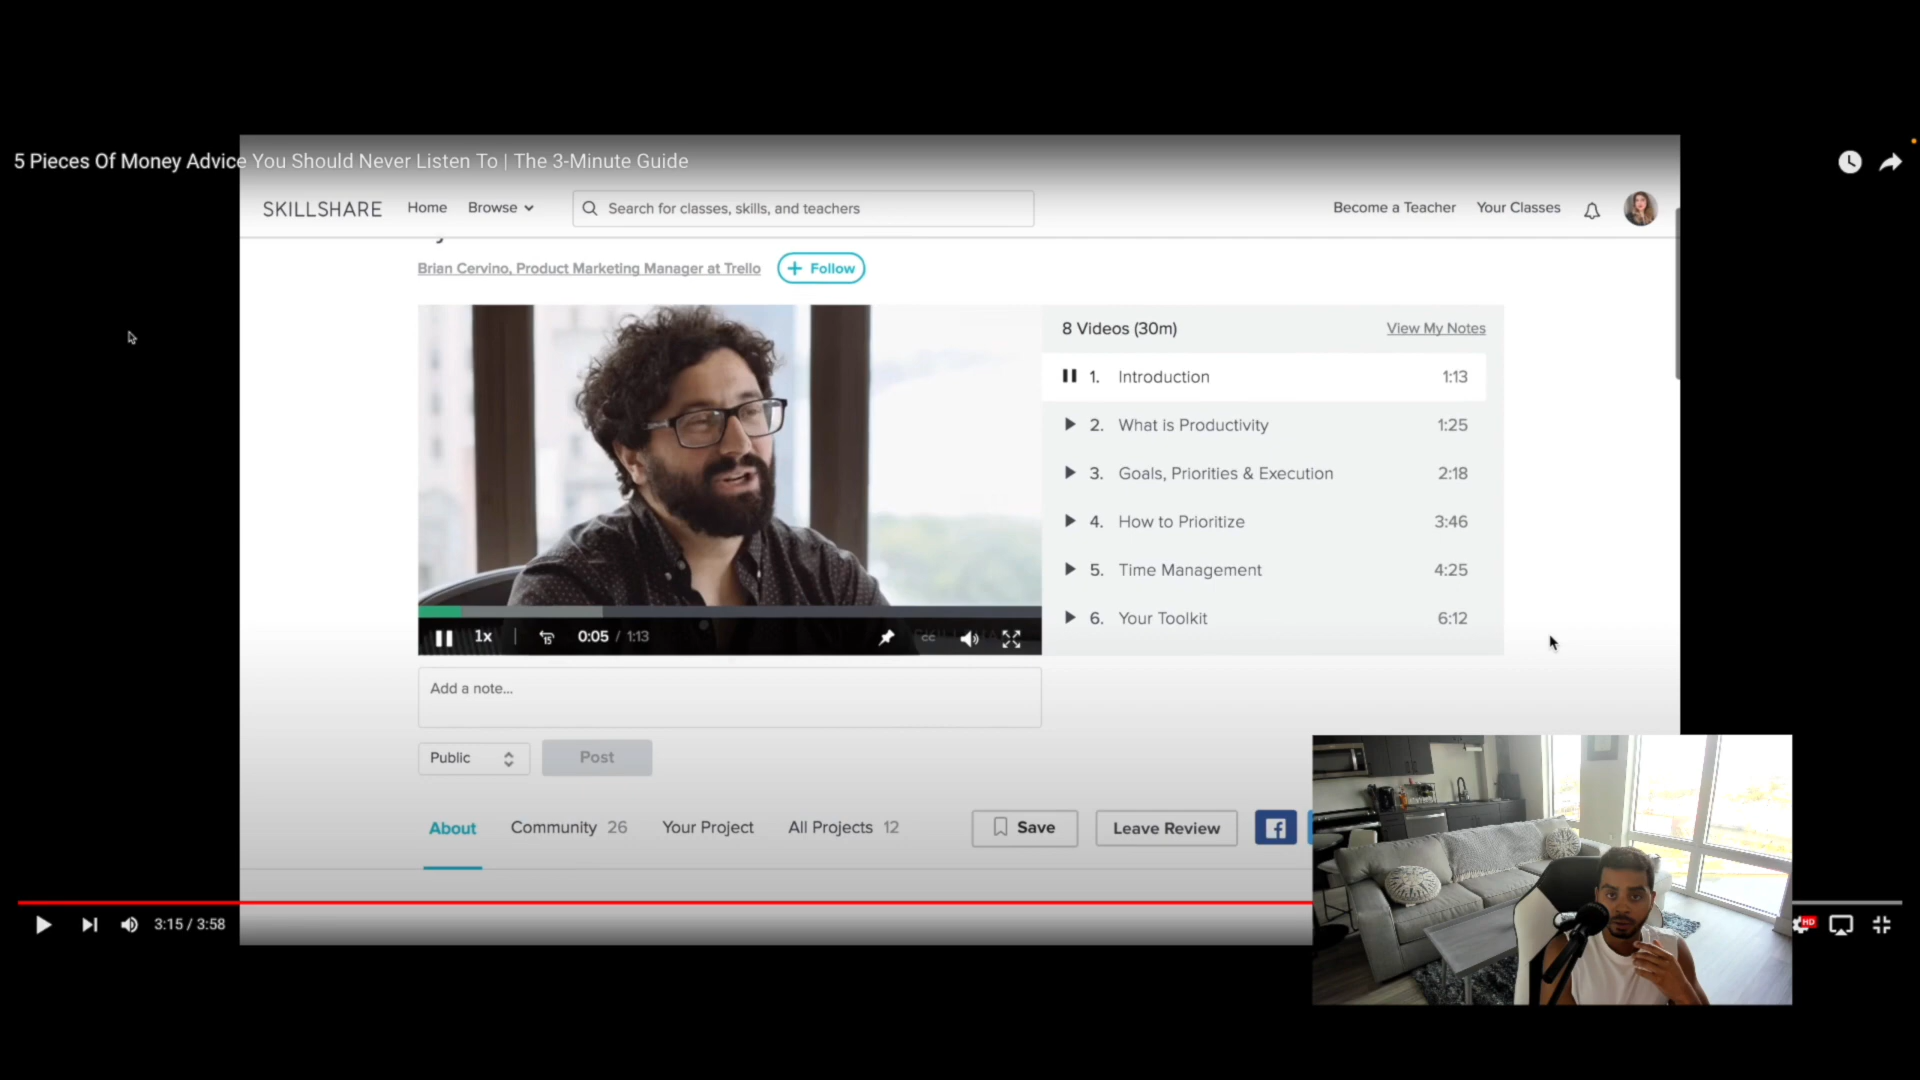 5 Pieces Of Money Advice You Should Never Listen To | The 3-Minute Guide
SKILLSHARE Home Browse Search for classes, skills, and teachers Become a Teacher Your Classes
Brian Cervino, Product Marketing Manager at Trello + Follow
8 Videos (30m) View My Notes
1. Introduction 1:13
2. What is Productivity 1:25
3. Goals, Priorities & Execution 2:18
4. How to Prioritize 3:46
5. Time Management 4:25
6. Your Toolkit 6:12
1x 15 0:05 / 1:13 CC
Add a note...
Public Post
About Community 26 Your Project All Projects 12 Save Leave Review
3:15 / 3:58 HD